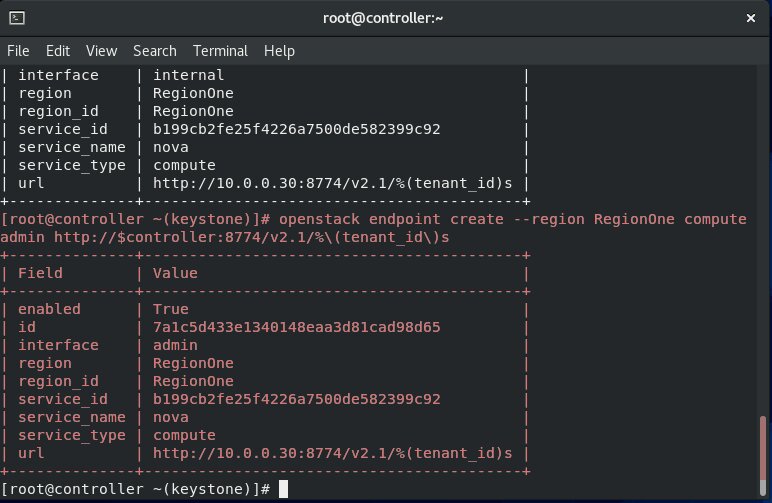 root@controller:~
File Edit View Search Terminal Help
| interface    | internal                                 |
| region       | RegionOne                                |
| region_id    | RegionOne                                |
| service_id   | b199cb2fe25f4226a7500de582399c92         |
| service_name | nova                                     |
| service_type | compute                                  |
| url          | http://10.0.0.30:8774/v2.1/%(tenant_id)s |
+--------------+------------------------------------------+
[root@controller ~(keystone)]# openstack endpoint create --region RegionOne compute
admin http://$controller:8774/v2.1/%\(tenant_id\)s
+--------------+------------------------------------------+
| Field        | Value                                    |
+--------------+------------------------------------------+
| enabled      | True                                     |
| id           | 7a1c5d433e1340148eaa3d81cad98d65         |
| interface    | admin                                    |
| region       | RegionOne                                |
| region_id    | RegionOne                                |
| service_id   | b199cb2fe25f4226a7500de582399c92         |
| service_name | nova                                     |
| service_type | compute                                  |
| url          | http://10.0.0.30:8774/v2.1/%(tenant_id)s |
+--------------+------------------------------------------+
[root@controller ~(keystone)]#